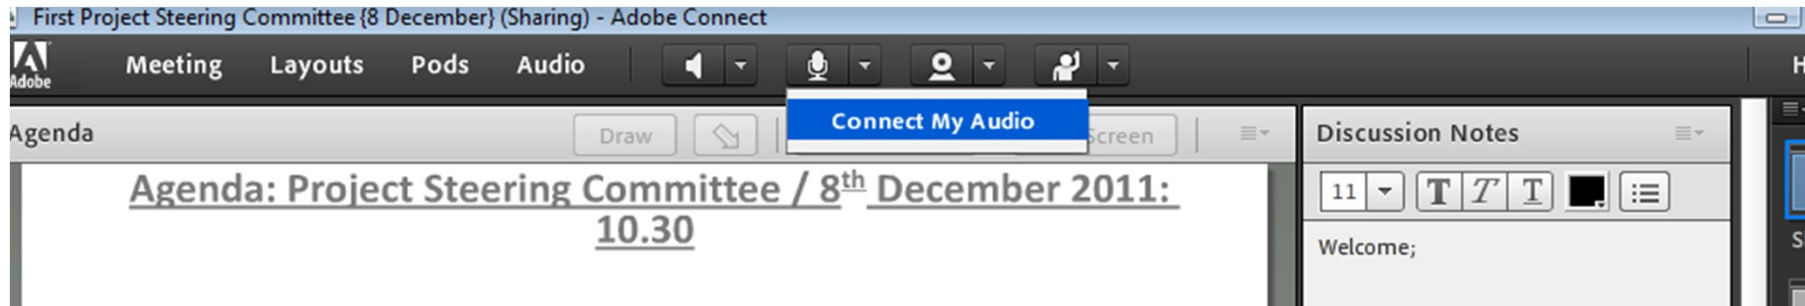 First Project Steering Committee {8 December} (Sharing) - Adobe Connect
Adobe Meeting Layouts Pods Audio
Connect My Audio
Agenda Draw Screen Discussion Notes
Agenda: Project Steering Committee / 8th December 2011:
10.30
11 T T T
Welcome;